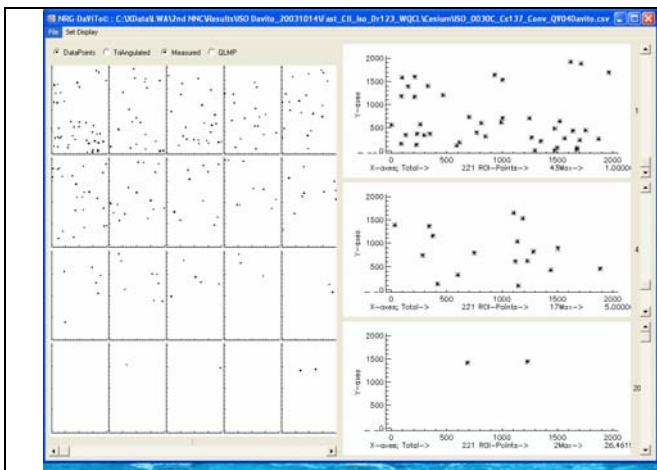 NRG-DaViTo© : C:\XData\LWA\2nd NNC\Results\ISO Davito_20031014\Fast_CII_Iso_Dr123_WQCL\Cesium\ISO_0030C_Cs137_Conv_QV04Davito.csv
File Set Display
DataPoints TriAngulated Measured QLMP
2000
1500
1000
500
0
Y-axes
0 500 1000 1500 2000
X-axes; Total-> 221 ROI-Points-> 43Max-> 1.00000
1
2000
1500
1000
500
0
Y-axes
0 500 1000 1500 2000
X-axes; Total-> 221 ROI-Points-> 17Max-> 5.00000
4
2000
1500
1000
500
0
Y-axes
0 500 1000 1500 2000
X-axes; Total-> 221 ROI-Points-> 2Max-> 26.4611
20